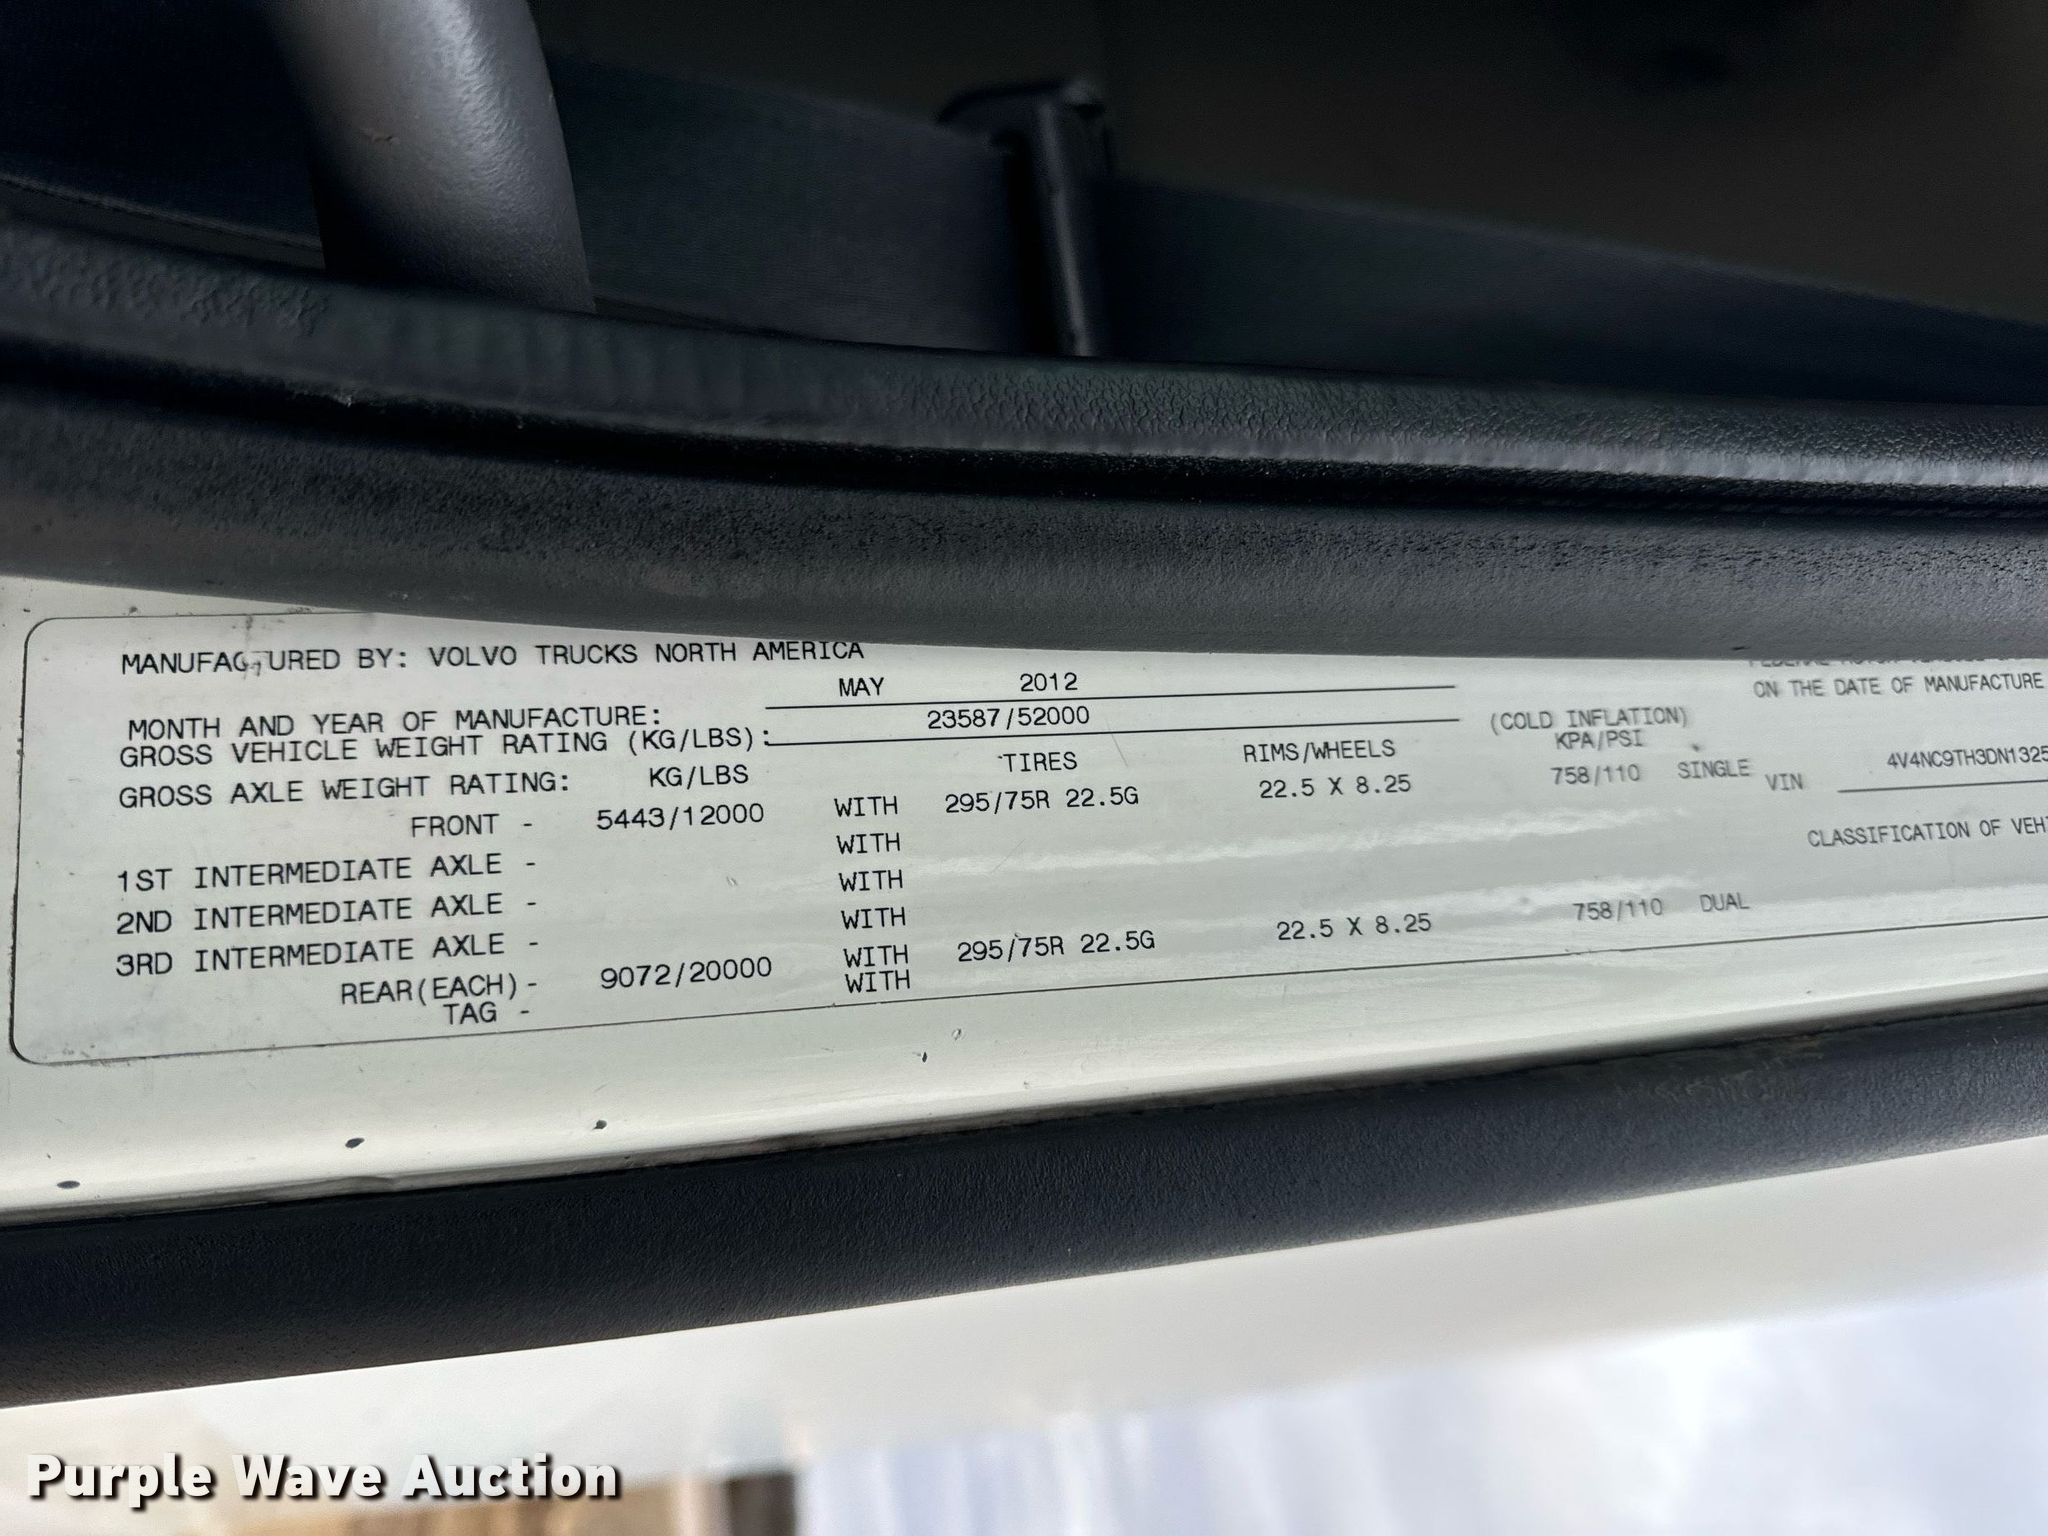 MANUFACTURED BY: VOLVO TRUCKS NORTH AMERICA
MONTH AND YEAR OF MANUFACTURE: MAY 2012
GROSS VEHICLE WEIGHT RATING (KG/LBS): 23587/52000
GROSS AXLE WEIGHT RATING: KG/LBS TIRES RIMS/WHEELS (COLD INFLATION) KPA/PSI
FRONT - 5443/12000 WITH 295/75R 22.5G 22.5 X 8.25 758/110 SINGLE
1ST INTERMEDIATE AXLE - WITH
2ND INTERMEDIATE AXLE - WITH
3RD INTERMEDIATE AXLE - WITH
REAR(EACH)- 9072/20000 WITH 295/75R 22.5G 22.5 X 8.25 758/110 DUAL
TAG - WITH
ON THE DATE OF MANUFACTURE
VIN 4V4NC9TH3DN1325
CLASSIFICATION OF VEH
Purple Wave Auction